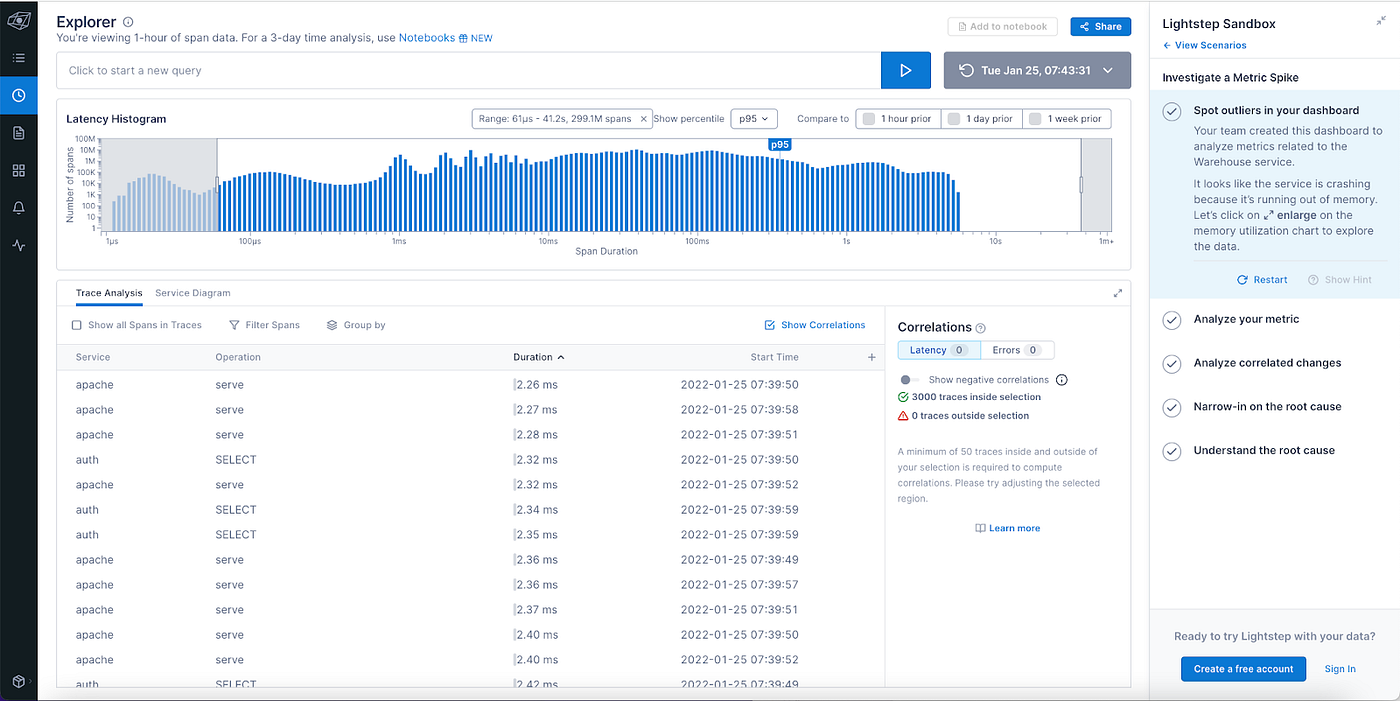 Explorer
You're viewing 1-hour of span data. For a 3-day time analysis, use Notebooks NEW
Add to notebook
Share
Click to start a new query
Tue Jan 25, 07:43:31
Latency Histogram
Range: 61µs - 41.2s, 299.1M spans ×
Show percentile
p95
Compare to
1 hour prior
1 day prior
1 week prior
Number of spans
100M
10M
1M
100K
10K
1K
100
10
1
p95
1µs
100µs
1ms
10ms
100ms
1s
10s
1m+
Span Duration
Trace Analysis
Service Diagram
Show all Spans in Traces
Filter Spans
Group by
Show Correlations
Service Operation Duration Start Time +
apache serve 2.26 ms 2022-01-25 07:39:50
apache serve 2.27 ms 2022-01-25 07:39:58
apache serve 2.28 ms 2022-01-25 07:39:51
auth SELECT 2.32 ms 2022-01-25 07:39:50
apache serve 2.32 ms 2022-01-25 07:39:52
auth SELECT 2.34 ms 2022-01-25 07:39:59
auth SELECT 2.35 ms 2022-01-25 07:39:59
apache serve 2.36 ms 2022-01-25 07:39:49
apache serve 2.36 ms 2022-01-25 07:39:57
apache serve 2.37 ms 2022-01-25 07:39:51
apache serve 2.40 ms 2022-01-25 07:39:50
apache serve 2.40 ms 2022-01-25 07:39:52
auth SELECT 2.42 ms 2022-01-25 07:39:49
Correlations
Latency 0
Errors 0
Show negative correlations
3000 traces inside selection
0 traces outside selection
A minimum of 50 traces inside and outside of
your selection is required to compute
correlations. Please try adjusting the selected
region.
Learn more
Lightstep Sandbox
← View Scenarios
Investigate a Metric Spike
Spot outliers in your dashboard
Your team created this dashboard to
analyze metrics related to the
Warehouse service.
It looks like the service is crashing
because it's running out of memory.
Let's click on enlarge on the
memory utilization chart to explore
the data.
Restart
Show Hint
Analyze your metric
Analyze correlated changes
Narrow-in on the root cause
Understand the root cause
Ready to try Lightstep with your data?
Create a free account
Sign In